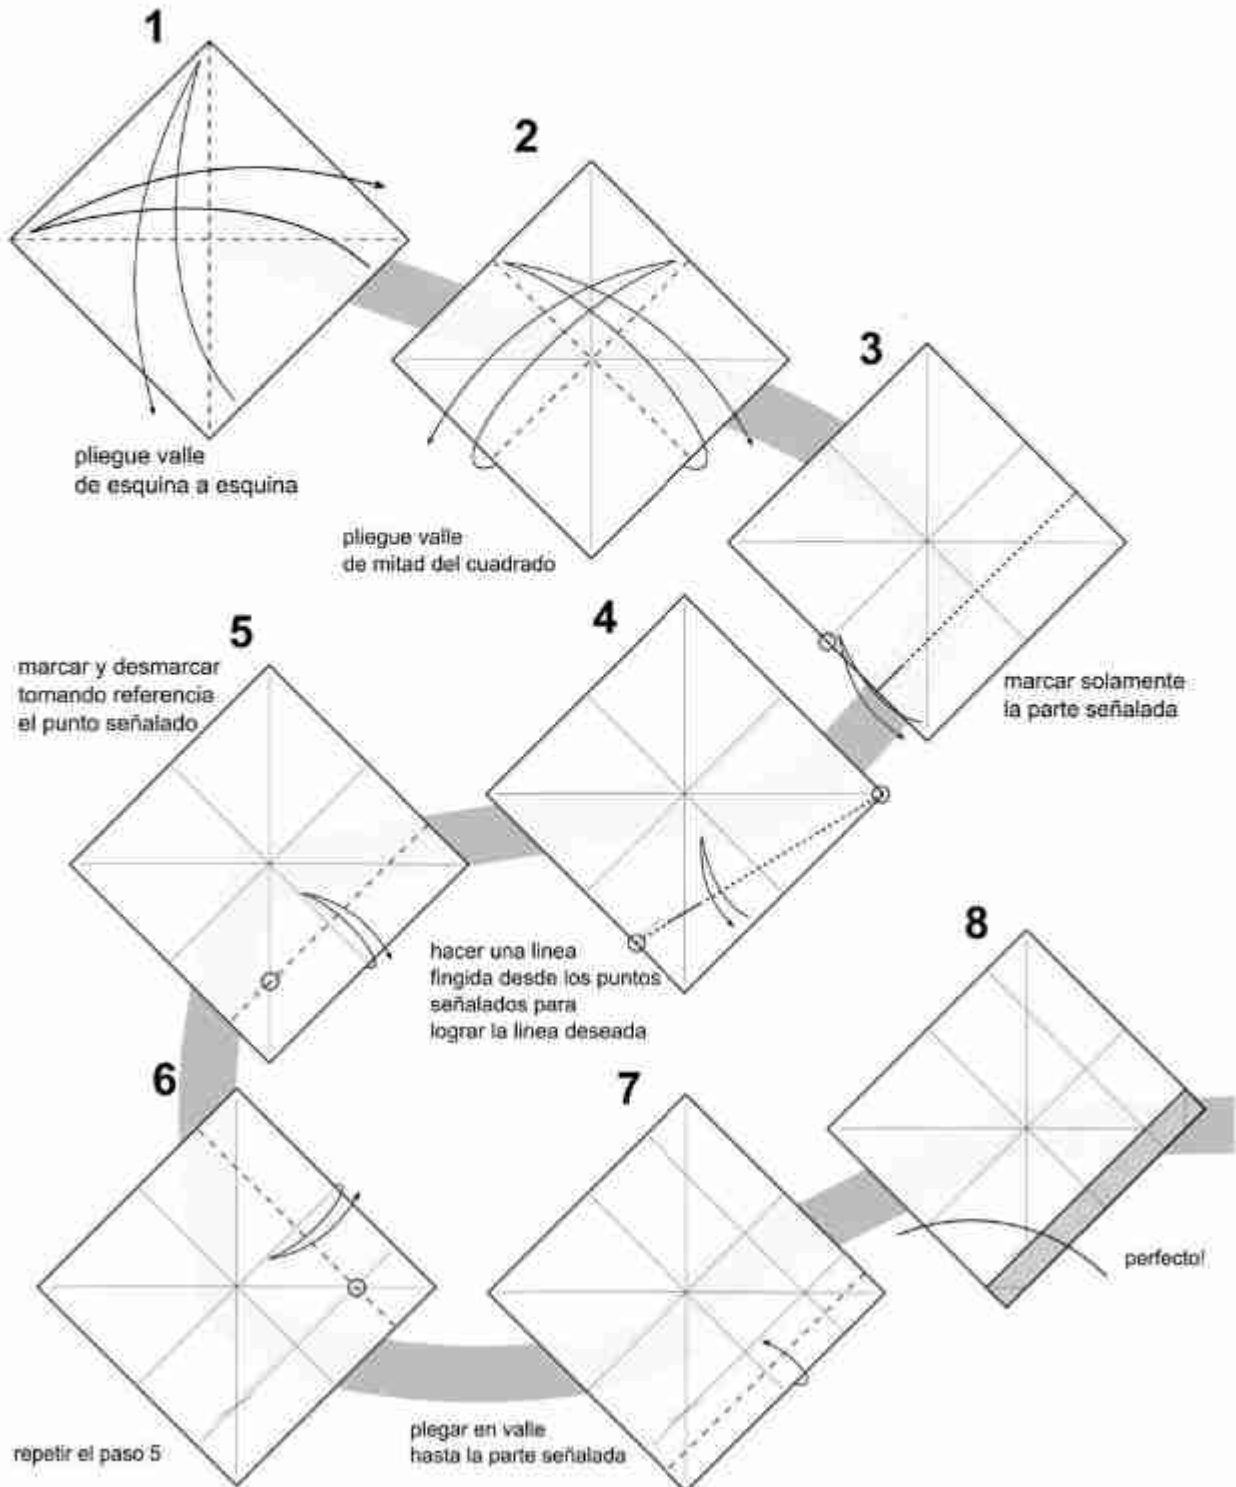 1
pliegue valle
de esquina a esquina
2
pliegue valle
de mitad del cuadrado
3
marcar solamente
la parte señalada
4
hacer una linea
fingida desde los puntos
señalados para
lograr la linea deseada
5
marcar y desmarcar
tomando referencia
el punto señalado
6
repetir el paso 5
7
plegar en valle
hasta la parte señalada
8
perfecto!